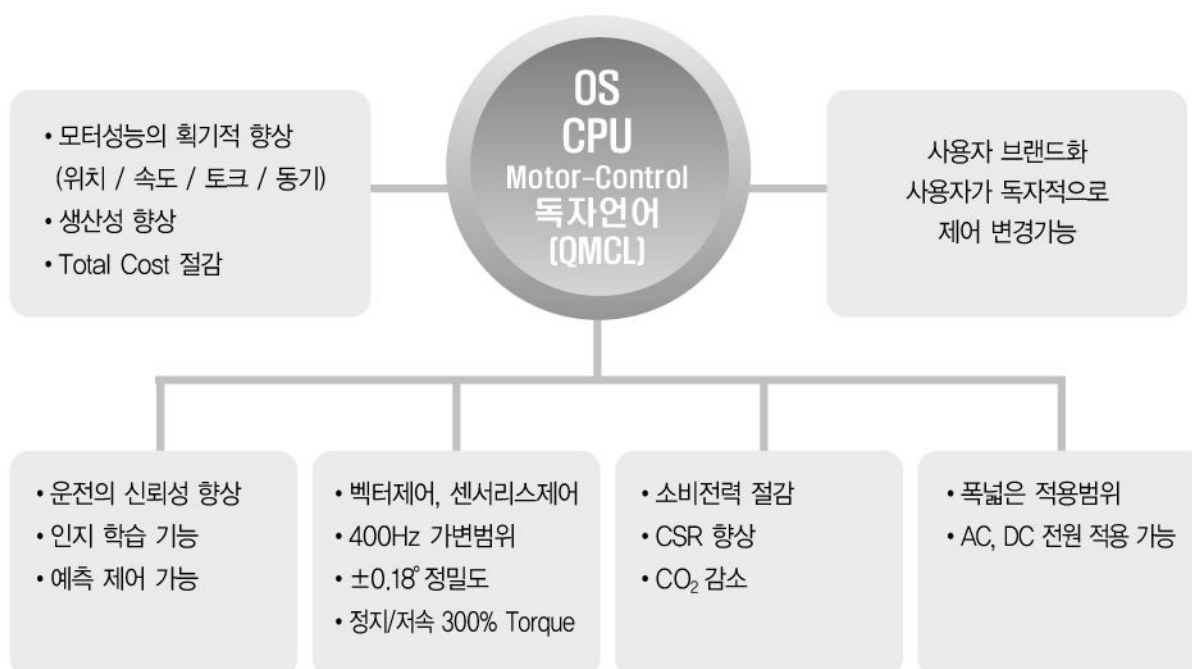 OS
CPU
Motor-Control
독자언어
(QMCL)
• 모터성능의 획기적 향상
(위치 / 속도 / 토크 / 동기)
• 생산성 향상
• Total Cost 절감
사용자 브랜드화
사용자가 독자적으로
제어 변경가능
• 운전의 신뢰성 향상
• 인지 학습 기능
• 예측 제어 가능
• 벡터제어, 센서리스제어
• 400Hz 가변범위
• ±0.18° 정밀도
• 정지/저속 300% Torque
• 소비전력 절감
• CSR 향상
• CO₂ 감소
• 폭넓은 적용범위
• AC, DC 전원 적용 가능